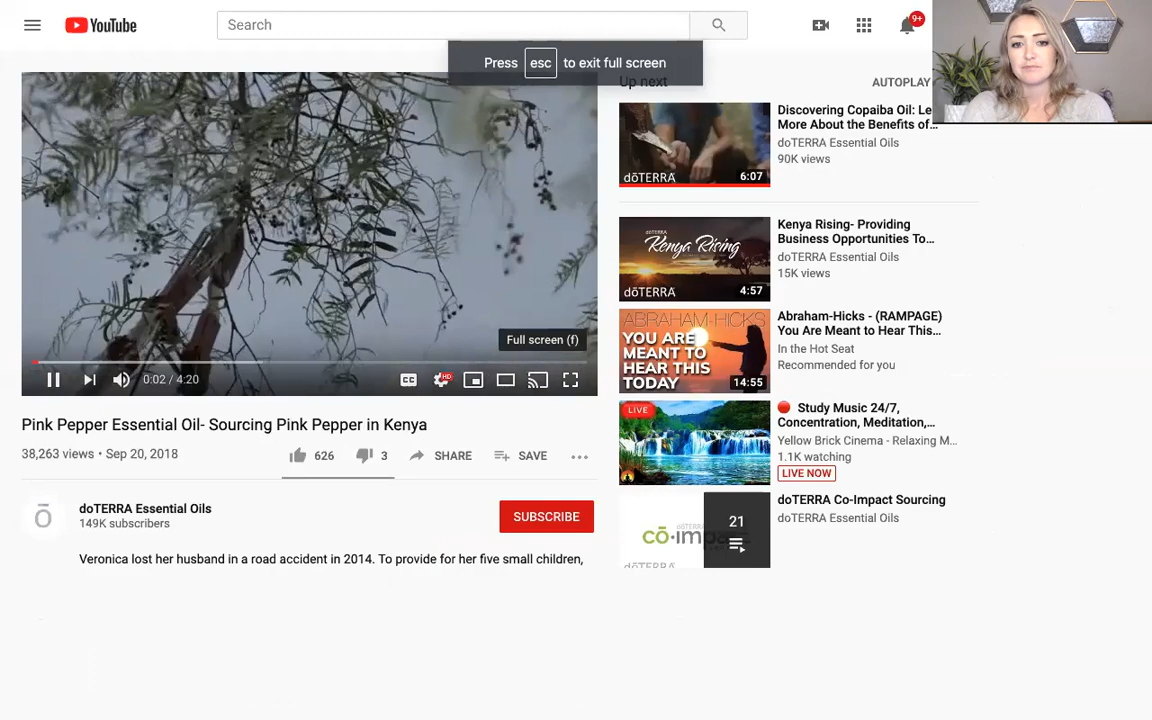 YouTube
Search
9+
Press esc to exit full screen
Up next
AUTOPLAY
Full screen (f)
0:02 / 4:20
CC
HD
Pink Pepper Essential Oil- Sourcing Pink Pepper in Kenya
38,263 views • Sep 20, 2018
626
3
SHARE
SAVE
ō
doTERRA Essential Oils
149K subscribers
SUBSCRIBE
Veronica lost her husband in a road accident in 2014. To provide for her five small children,
dōTERRA
6:07
Discovering Copaiba Oil: Le
More About the Benefits of...
doTERRA Essential Oils
90K views
dōTERRA
Kenya Rising
dōTERRA
4:57
Kenya Rising- Providing
Business Opportunities To...
doTERRA Essential Oils
15K views
ABRAHAM-HICKS
YOU ARE
MEANT TO
HEAR THIS
TODAY
14:55
Abraham-Hicks - (RAMPAGE)
You Are Meant to Hear This...
In the Hot Seat
Recommended for you
LIVE
Study Music 24/7,
Concentration, Meditation,...
Yellow Brick Cinema - Relaxing M...
1.1K watching
LIVE NOW
21
doTERRA Co-Impact Sourcing
doTERRA Essential Oils